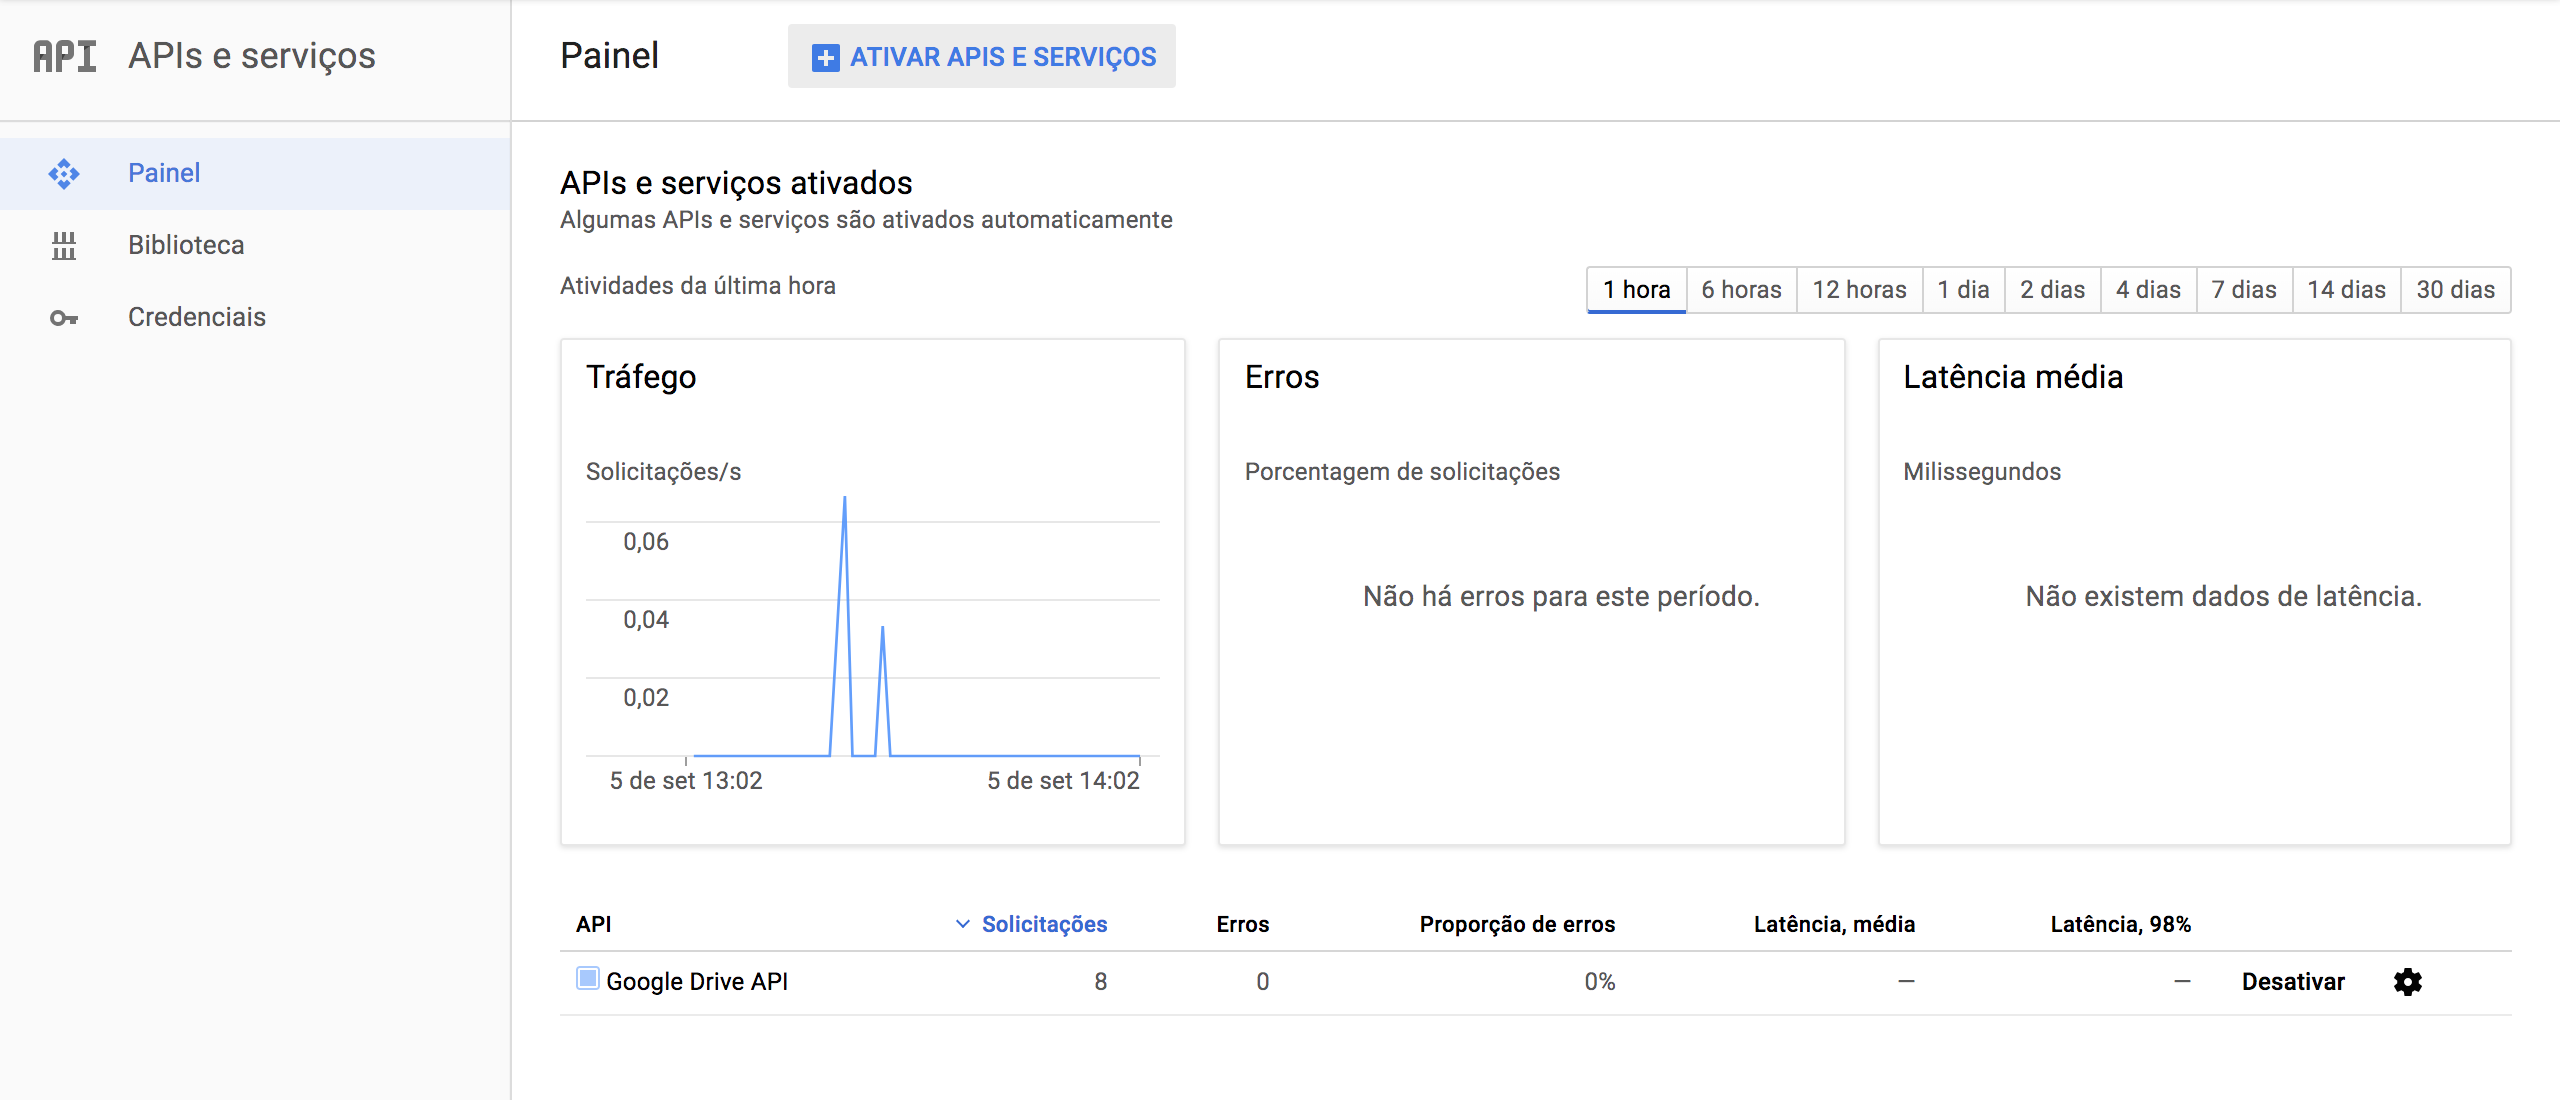 API APIs e serviços
Painel
Biblioteca
Credenciais
Painel ATIVAR APIS E SERVIÇOS
APIs e serviços ativados
Algumas APIs e serviços são ativados automaticamente
Atividades da última hora
1 hora 6 horas 12 horas 1 dia 2 dias 4 dias 7 dias 14 dias 30 dias
Tráfego
Solicitações/s
0,06
0,04
0,02
5 de set 13:02 5 de set 14:02
Erros
Porcentagem de solicitações
Não há erros para este período.
Latência média
Milissegundos
Não existem dados de latência.
API Solicitações Erros Proporção de erros Latência, média Latência, 98%
Google Drive API 8 0 0% — — Desativar